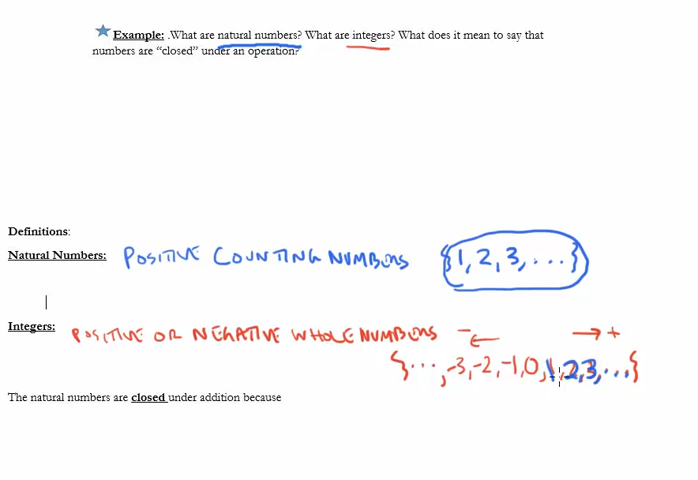 Example: .What are natural numbers? What are integers? What does it mean to say that
numbers are “closed” under an operation?
Definitions:
Natural Numbers: POSITIVE COUNTING NUMBERS {1, 2, 3, ...}
Integers: POSITIVE OR NEGATIVE WHOLE NUMBERS - ← → +
{..., -3, -2, -1, 0, 1, 2, 3, ...}
The natural numbers are closed under addition because